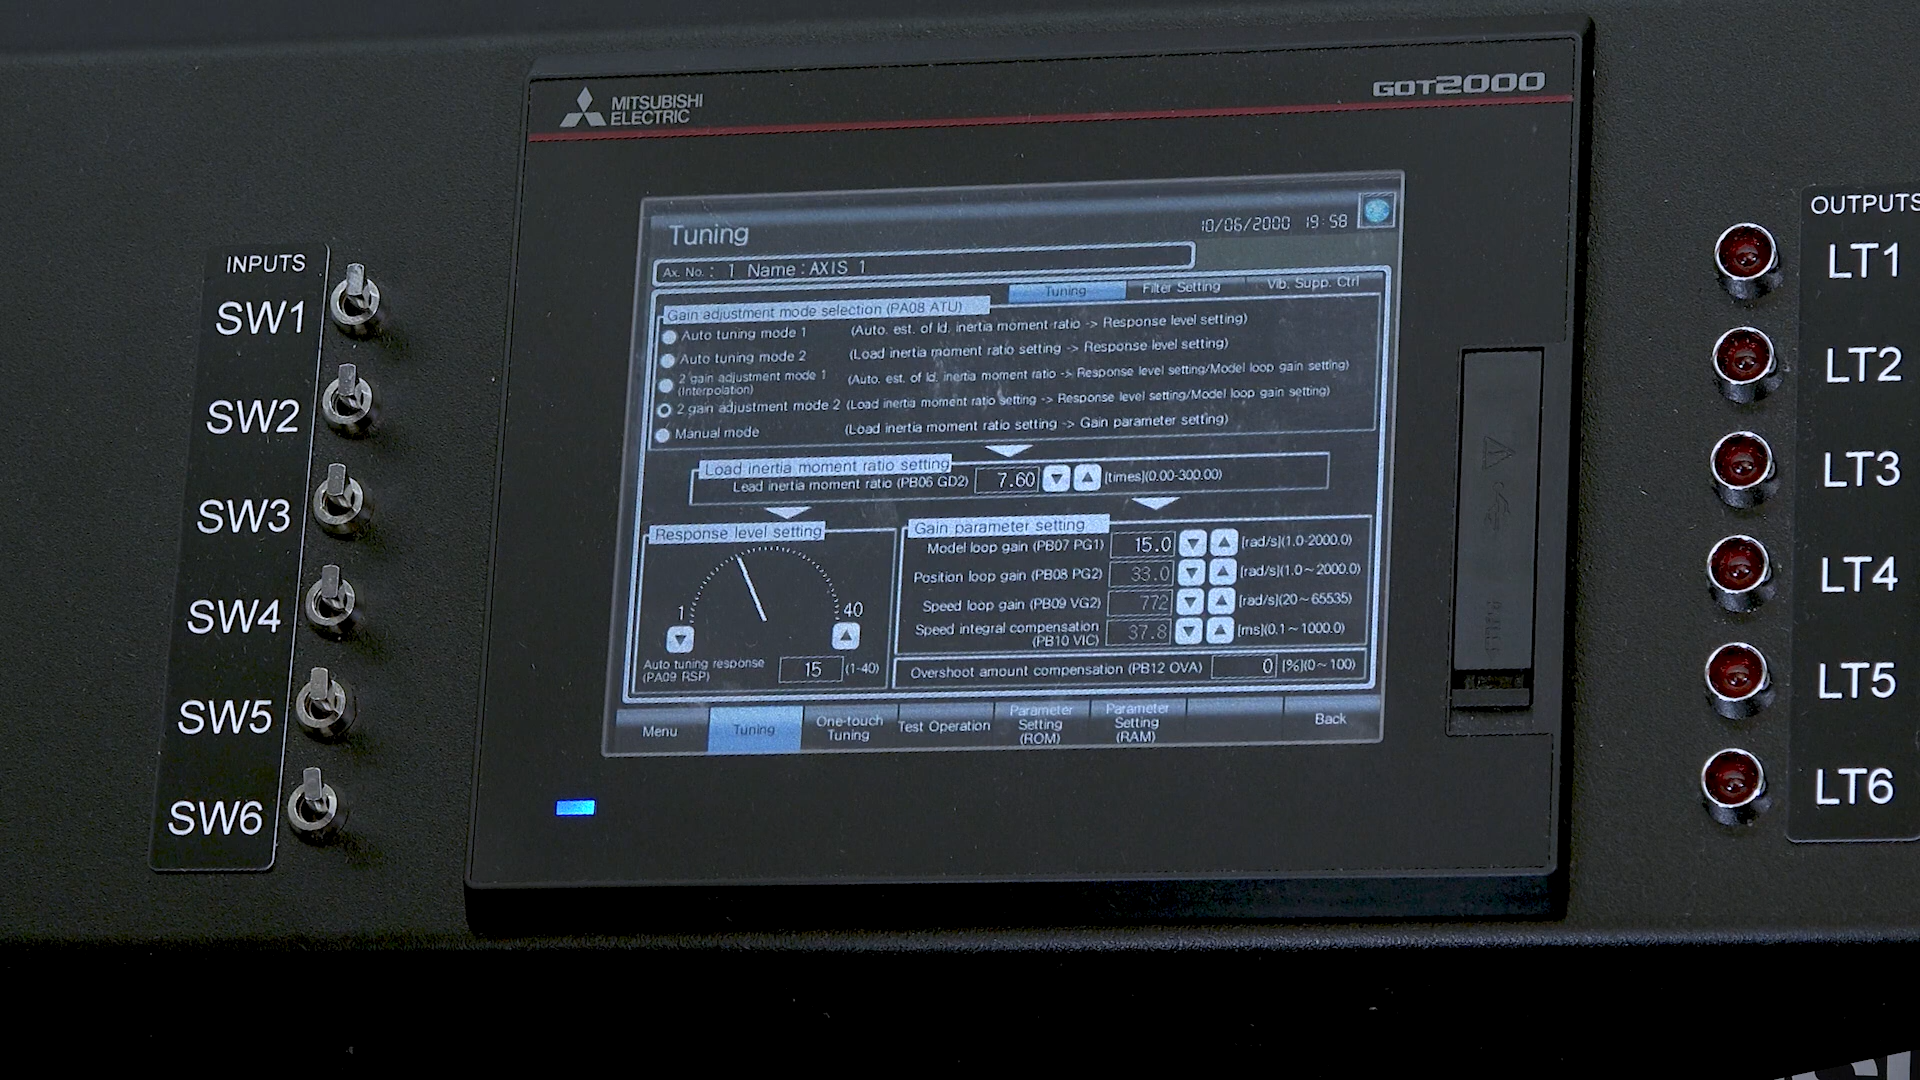 MITSUBISHI
ELECTRIC
GOT2000
Tuning
10/06/2000 19:58
Ax. No. : 1 Name : AXIS 1
Tuning
Filter Setting
Vib. Supp. Ctrl
Gain adjustment mode selection (PA08 ATU)
Auto tuning mode 1 (Auto. est. of ld. inertia moment ratio -> Response level setting)
Auto tuning mode 2 (Load inertia moment ratio setting -> Response level setting)
2 gain adjustment mode 1 (Auto. est. of ld. inertia moment ratio -> Response level setting/Model loop gain setting)
(Interpolation)
2 gain adjustment mode 2 (Load inertia moment ratio setting -> Response level setting/Model loop gain setting)
Manual mode (Load inertia moment ratio setting -> Gain parameter setting)
Load inertia moment ratio setting
Lead inertia moment ratio (PB06 GD2) 7.60 [times](0.00-300.00)
Response level setting
1
40
Auto tuning response
(PA09 RSP)
15 (1-40)
Gain parameter setting
Model loop gain (PB07 PG1) 15.0 [rad/s](1.0-2000.0)
Position loop gain (PB08 PG2) 33.0 [rad/s](1.0~2000.0)
Speed loop gain (PB09 VG2) 772 [rad/s](20~65535)
Speed integral compensation
(PB10 VIC) 37.8 [ms](0.1~1000.0)
Overshoot amount compensation (PB12 OVA) 0 [%](0~100)
Menu
Tuning
One-touch
Tuning
Test Operation
Parameter
Setting
(ROM)
Parameter
Setting
(RAM)
Back
INPUTS
SW1
SW2
SW3
SW4
SW5
SW6
OUTPUTS
LT1
LT2
LT3
LT4
LT5
LT6